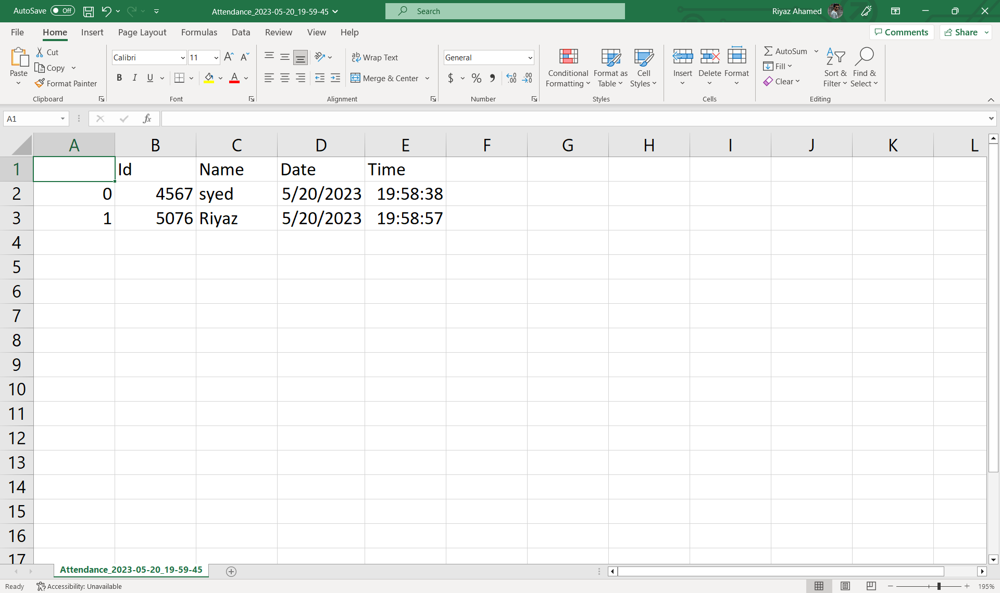 AutoSave Off Attendance_2023-05-20_19-59-45 Search Riyaz Ahamed
File Home Insert Page Layout Formulas Data Review View Help Comments Share
Paste
Cut
Copy
Format Painter
Clipboard
Calibri 11
B I U A
Font
Wrap Text
Merge & Center
Alignment
General
$ % 9 .00
Number
Conditional Formatting
Format as Table
Cell Styles
Styles
Insert Delete Format
Cells
AutoSum
Fill
Clear
Sort & Filter
Find & Select
Editing
A1 fx
A B C D E F G H I J K L
1 Id Name Date Time
2 0 4567 syed 5/20/2023 19:58:38
3 1 5076 Riyaz 5/20/2023 19:58:57
4
5
6
7
8
9
10
11
12
13
14
15
16
17
Attendance_2023-05-20_19-59-45
Ready Accessibility: Unavailable 195%